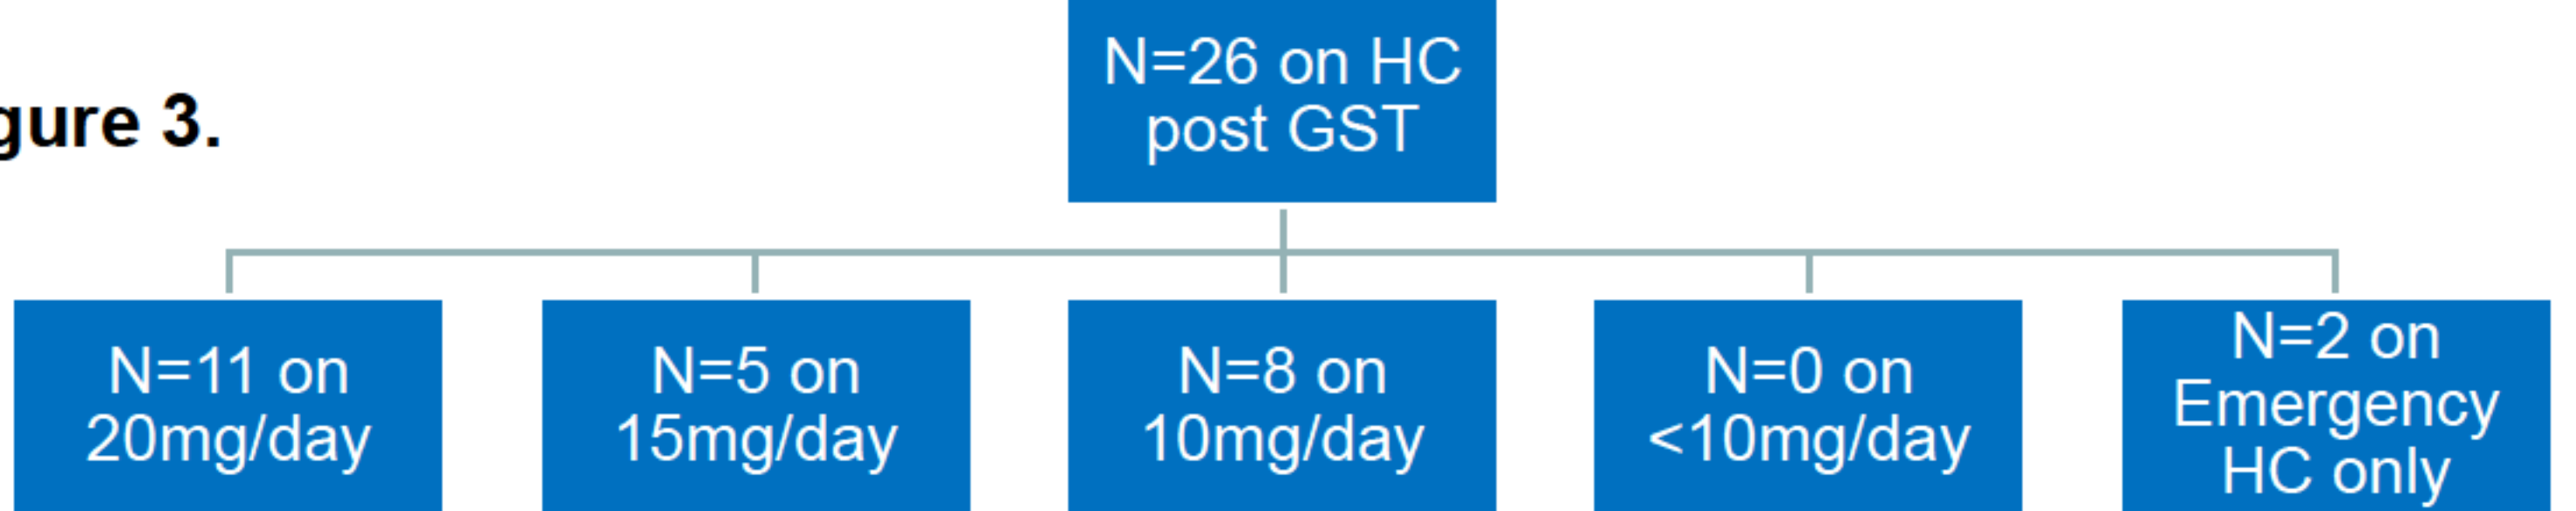 N=26 on HC
post GST
gure 3.
N=11 on
20mg/day
N=5 on
15mg/day
N=8 on
10mg/day
N=0 on
<10mg/day
N=2 on
Emergency
HC only